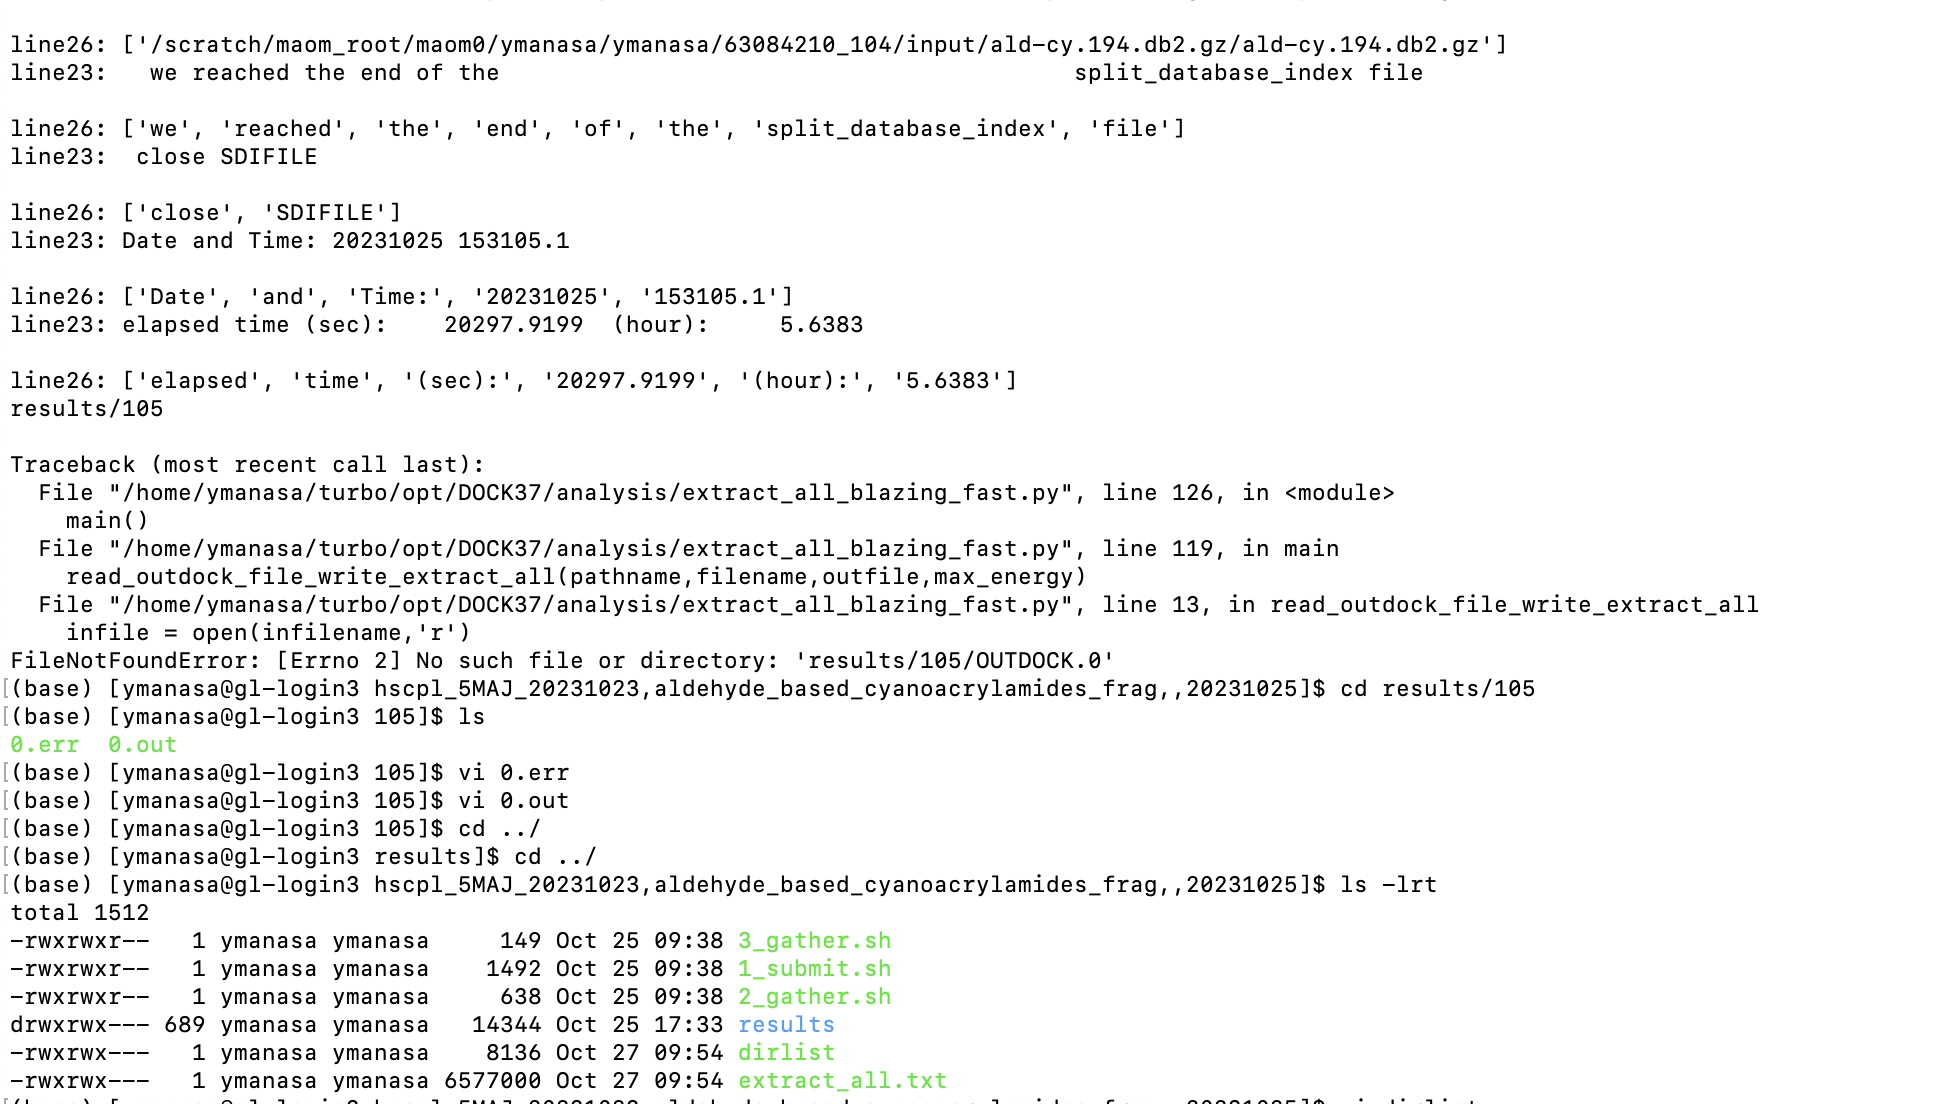 line26: ['/scratch/maom_root/maom0/ymanasa/ymanasa/63084210_104/input/ald-cy.194.db2.gz/ald-cy.194.db2.gz']
line23:   we reached the end of the                                         split_database_index file
line26: ['we', 'reached', 'the', 'end', 'of', 'the', 'split_database_index', 'file']
line23:  close SDIFILE
line26: ['close', 'SDIFILE']
line23: Date and Time: 20231025 153105.1
line26: ['Date', 'and', 'Time:', '20231025', '153105.1']
line23: elapsed time (sec):    20297.9199  (hour):     5.6383
line26: ['elapsed', 'time', '(sec):', '20297.9199', '(hour):', '5.6383']
results/105
Traceback (most recent call last):
  File "/home/ymanasa/turbo/opt/DOCK37/analysis/extract_all_blazing_fast.py", line 126, in <module>
    main()
  File "/home/ymanasa/turbo/opt/DOCK37/analysis/extract_all_blazing_fast.py", line 119, in main
    read_outdock_file_write_extract_all(pathname,filename,outfile,max_energy)
  File "/home/ymanasa/turbo/opt/DOCK37/analysis/extract_all_blazing_fast.py", line 13, in read_outdock_file_write_extract_all
    infile = open(infilename,'r')
FileNotFoundError: [Errno 2] No such file or directory: 'results/105/OUTDOCK.0'
[(base) [ymanasa@gl-login3 hscpl_5MAJ_20231023,aldehyde_based_cyanoacrylamides_frag,,20231025]$ cd results/105
[(base) [ymanasa@gl-login3 105]$ ls
0.err  0.out
[(base) [ymanasa@gl-login3 105]$ vi 0.err
[(base) [ymanasa@gl-login3 105]$ vi 0.out
[(base) [ymanasa@gl-login3 105]$ cd ../
[(base) [ymanasa@gl-login3 results]$ cd ../
[(base) [ymanasa@gl-login3 hscpl_5MAJ_20231023,aldehyde_based_cyanoacrylamides_frag,,20231025]$ ls -lrt
total 1512
-rwxrwxr--   1 ymanasa ymanasa     149 Oct 25 09:38 3_gather.sh
-rwxrwxr--   1 ymanasa ymanasa    1492 Oct 25 09:38 1_submit.sh
-rwxrwxr--   1 ymanasa ymanasa     638 Oct 25 09:38 2_gather.sh
drwxrwx--- 689 ymanasa ymanasa   14344 Oct 25 17:33 results
-rwxrwx---   1 ymanasa ymanasa    8136 Oct 27 09:54 dirlist
-rwxrwx---   1 ymanasa ymanasa 6577000 Oct 27 09:54 extract_all.txt